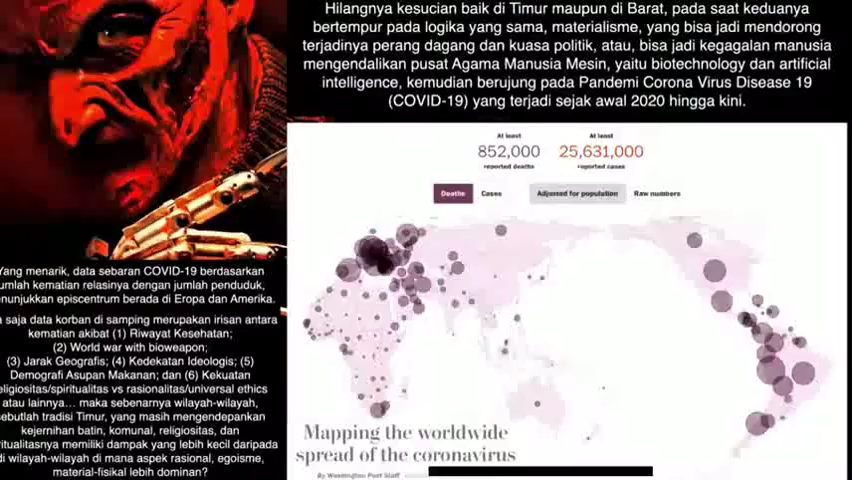 Hilangnya kesucian baik di Timur maupun di Barat, pada saat keduanya
bertempur pada logika yang sama, materialisme, yang bisa jadi mendorong
terjadinya perang dagang dan kuasa politik, atau, bisa jadi kegagalan manusia
mengendalikan pusat Agama Manusia Mesin, yaitu biotechnology dan artificial
intelligence, kemudian berujung pada Pandemi Corona Virus Disease 19
(COVID-19) yang terjadi sejak awal 2020 hingga kini.
At least At least
852,000 25,631,000
reported deaths reported cases
Deaths Cases Adjusted for population Raw numbers
Yang menarik, data sebaran COVID-19 berdasarkan
umlah kematian relasinya dengan jumlah penduduk,
enunjukkan episcentrum berada di Eropa dan Amerika.
a saja data korban di samping merupakan irisan antara
kematian akibat (1) Riwayat Kesehatan;
(2) World war with bioweapon;
(3) Jarak Geografis; (4) Kedekatan Ideologis; (5)
Demografi Asupan Makanan; dan (6) Kekuatan
eligiositas/spiritualitas vs rasionalitas/universal ethics
atau lainnya... maka sebenarnya wilayah-wilayah,
sebutlah tradisi Timur, yang masih mengendepankan
kejernihan batin, komunal, religiositas, dan
ritualitasnya memiliki dampak yang lebih kecil daripada
di wilayah-wilayah di mana aspek rasional, egoisme,
material-fisikal lebih dominan?
Mapping the worldwide
spread of the coronavirus
By Washington Post Staff